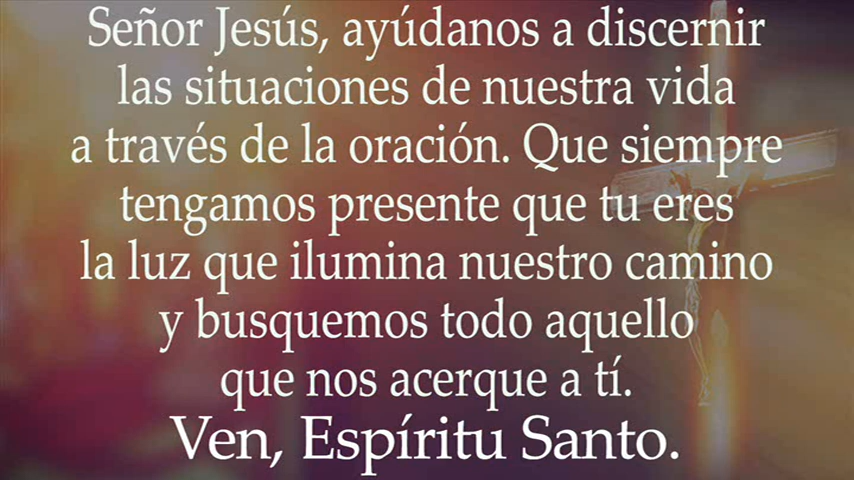 Señor Jesús, ayúdanos a discernir
las situaciones de nuestra vida
a través de la oración. Que siempre
tengamos presente que tu eres
la luz que ilumina nuestro camino
y busquemos todo aquello
que nos acerque a tí.
Ven, Espíritu Santo.